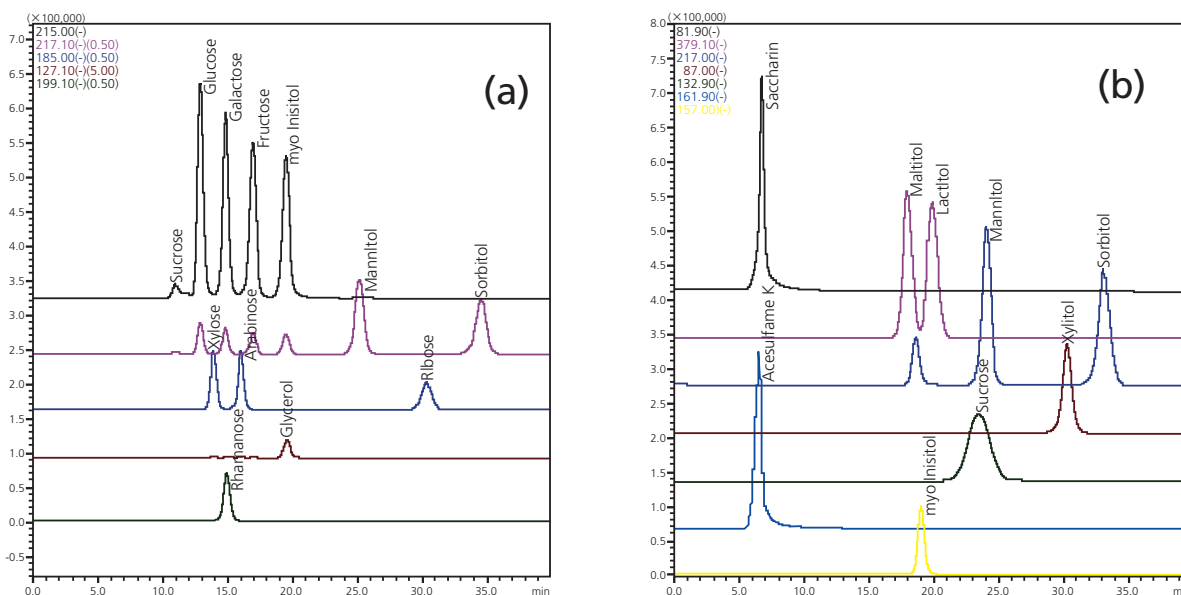 (×100,000)
215.00(-)
217.10(-)(0.50)
185.00(-)(0.50)
127.10(-)(5.00)
199.10(-)(0.50)
(a)
7.0
6.5
6.0
5.5
5.0
4.5
4.0
3.5
3.0
2.5
2.0
1.5
1.0
0.5
0.0
-0.5
Sucrose
Glucose
Galactose
Fructose
myo Inisitol
MannItol
Sorbitol
Xylose
Arabinose
RIbose
Glycerol
Rhamanose
0.0 5.0 10.0 15.0 20.0 25.0 30.0 35.0 min
(×100,000)
81.90(-)
379.10(-)
217.00(-)
87.00(-)
132.90(-)
161.90(-)
157.00)(-)
(b)
8.0
7.5
7.0
6.5
6.0
5.5
5.0
4.5
4.0
3.5
3.0
2.5
2.0
1.5
1.0
0.5
0.0
Saccharin
Maltitol
LactItol
MannItol
Sorbitol
Acesulfame K
Xylitol
Sucrose
myo Inisitol
0.0 5.0 10.0 15.0 20.0 25.0 30.0 35.0 m